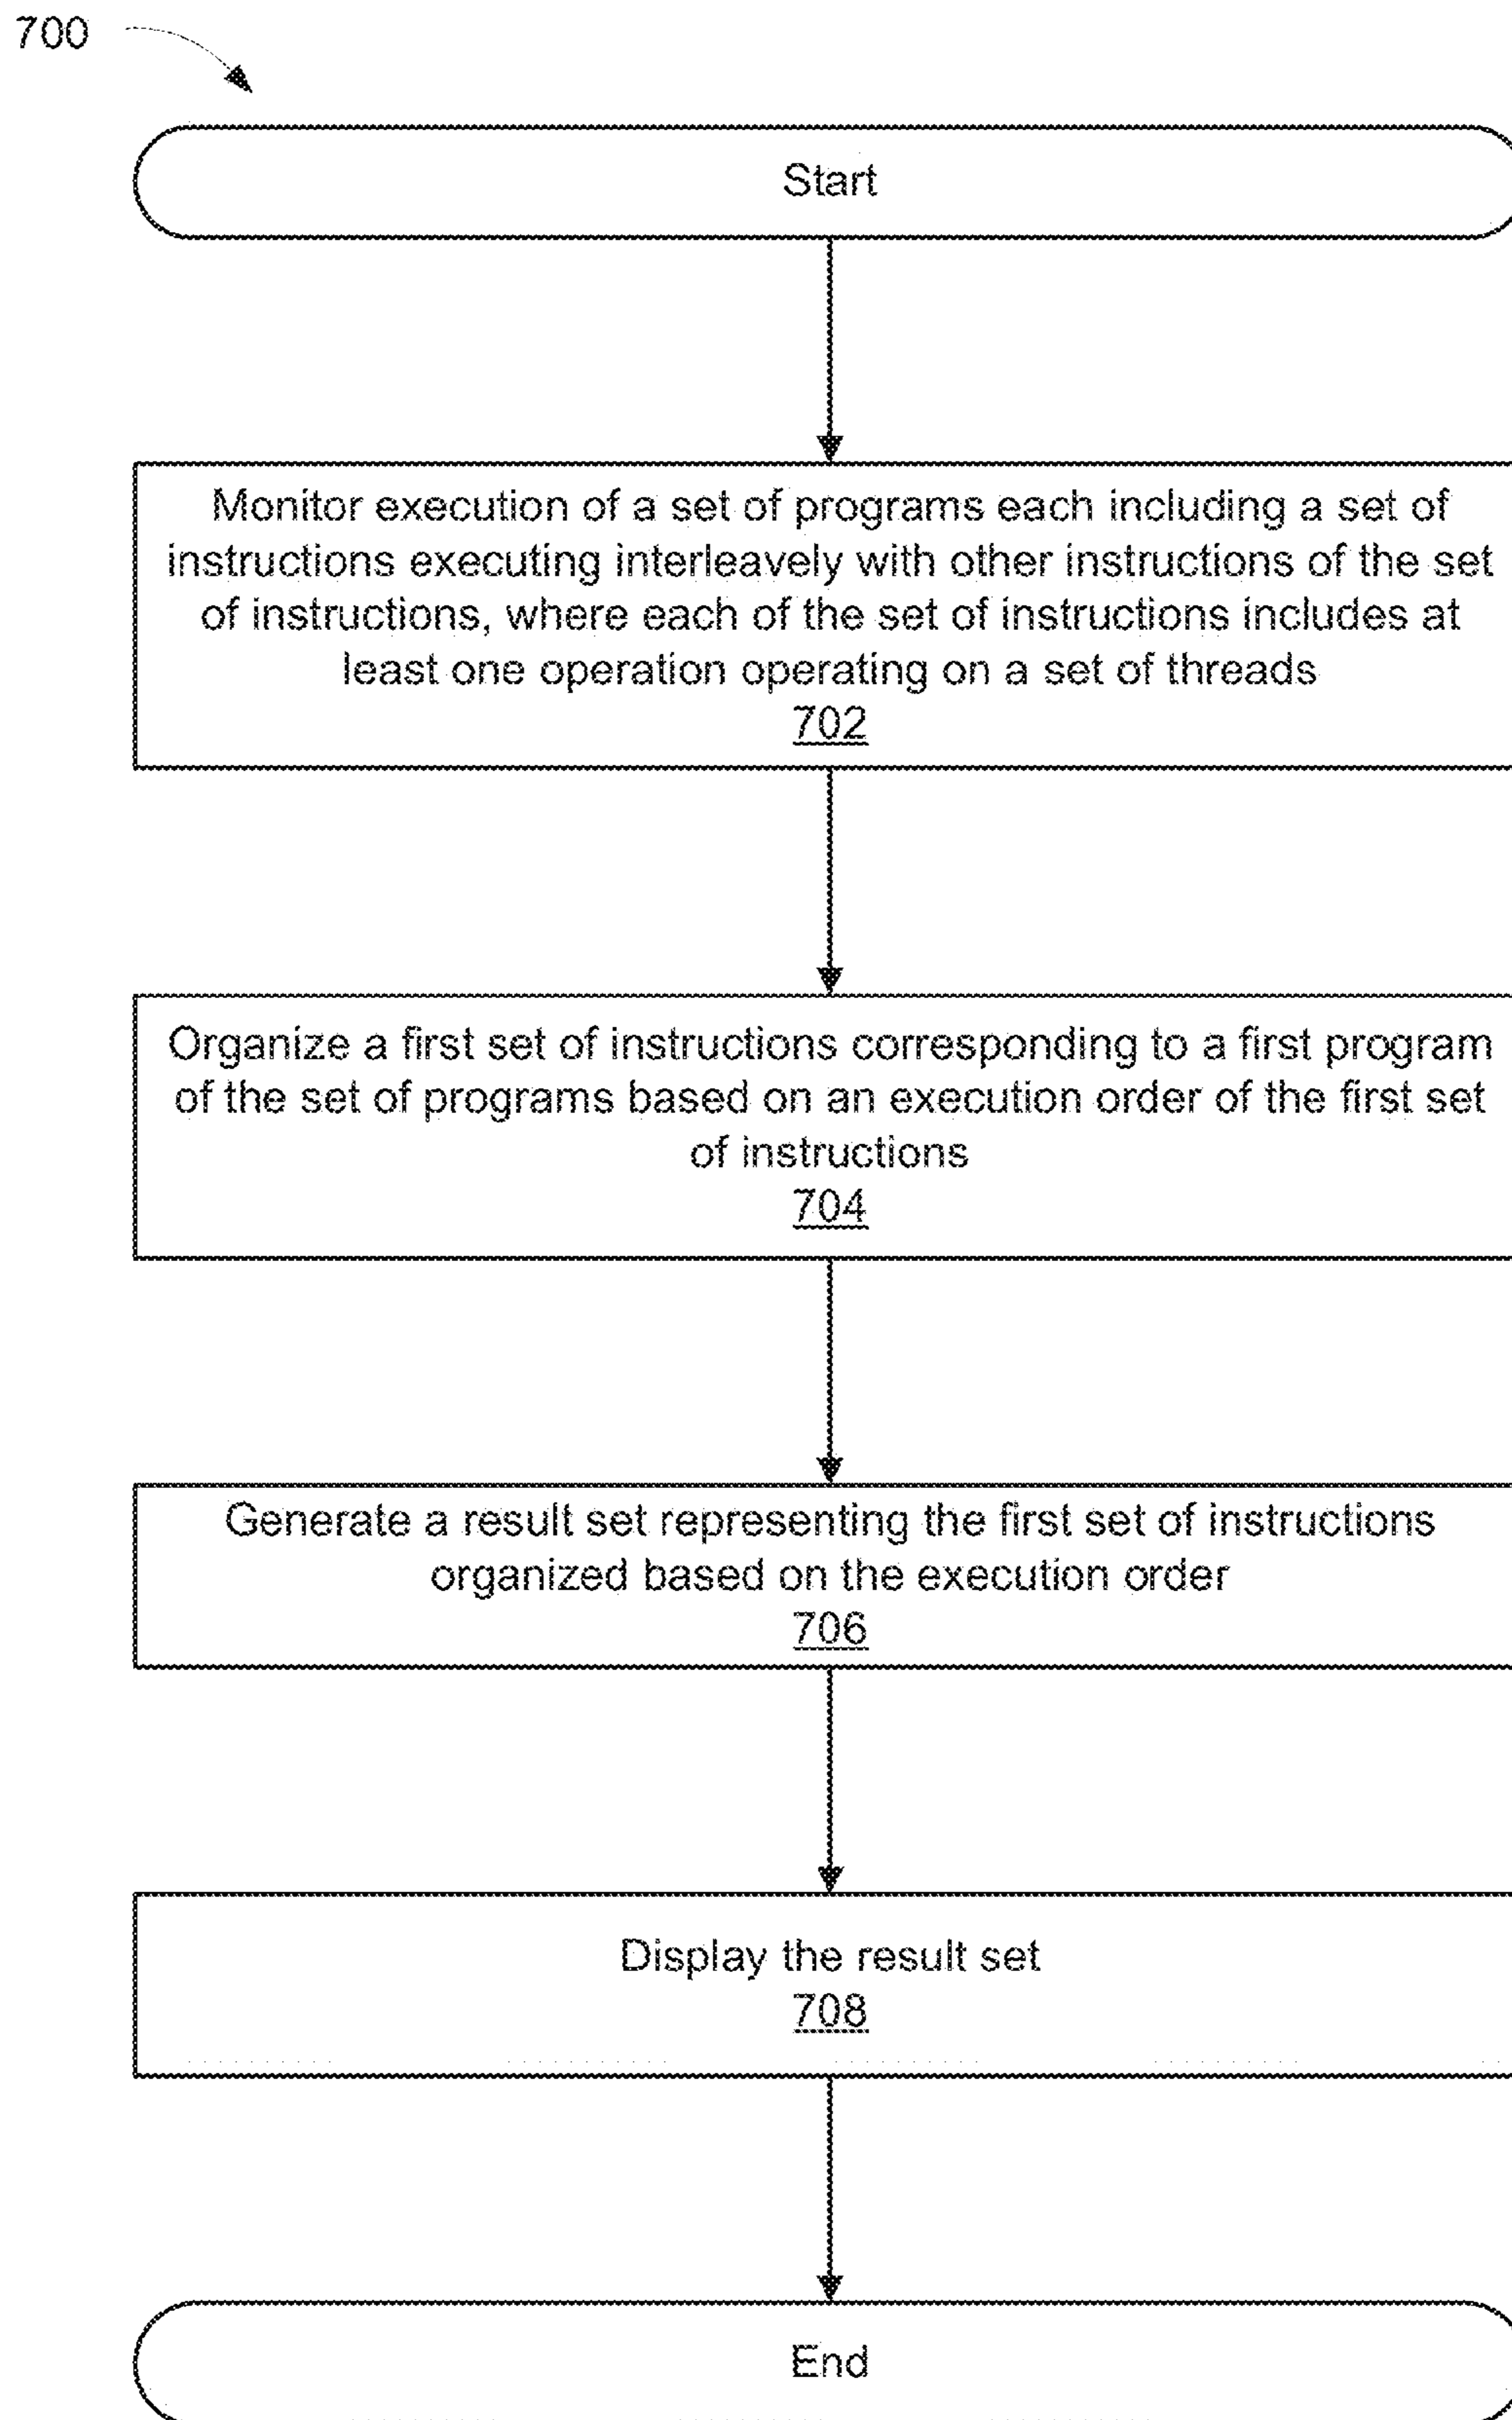 700
Start
Monitor execution of a set of programs each including a set of
instructions executing interleavely with other instructions of the set
of instructions, where each of the set of instructions includes at
least one operation operating on a set of threads
702
Organize a first set of instructions corresponding to a first program
of the set of programs based on an execution order of the first set
of instructions
704
Generate a result set representing the first set of instructions
organized based on the execution order
706
Display the result set
708
End